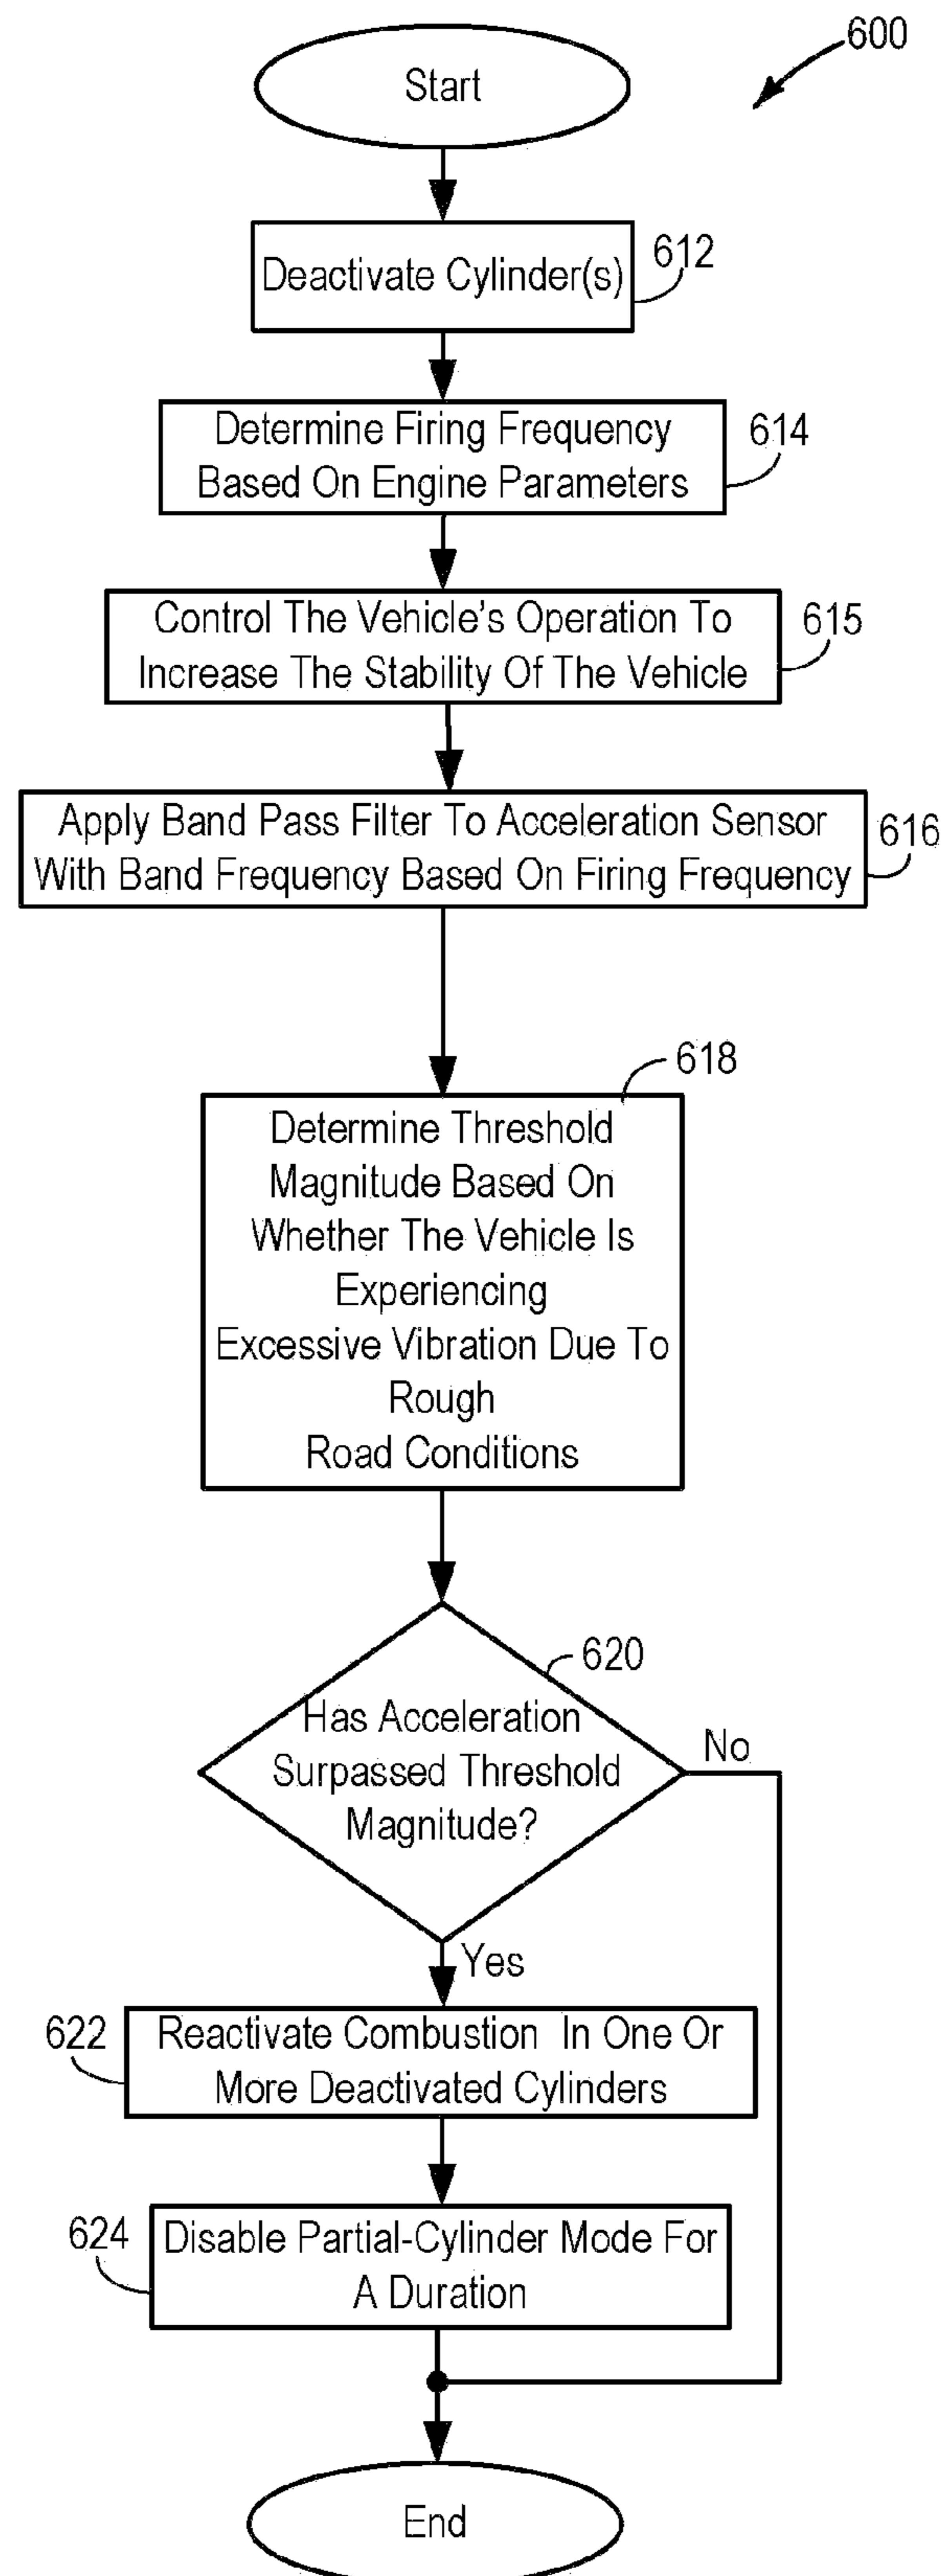 600
Start
Deactivate Cylinder(s)
612
Determine Firing Frequency
Based On Engine Parameters
614
Control The Vehicle's Operation To
Increase The Stability Of The Vehicle
615
Apply Band Pass Filter To Acceleration Sensor
With Band Frequency Based On Firing Frequency
616
618
Determine Threshold
Magnitude Based On
Whether The Vehicle Is
Experiencing
Excessive Vibration Due To
Rough
Road Conditions
620
Has Acceleration
Surpassed Threshold
Magnitude?
No
Yes
622
Reactivate Combustion In One Or
More Deactivated Cylinders
624
Disable Partial-Cylinder Mode For
A Duration
End